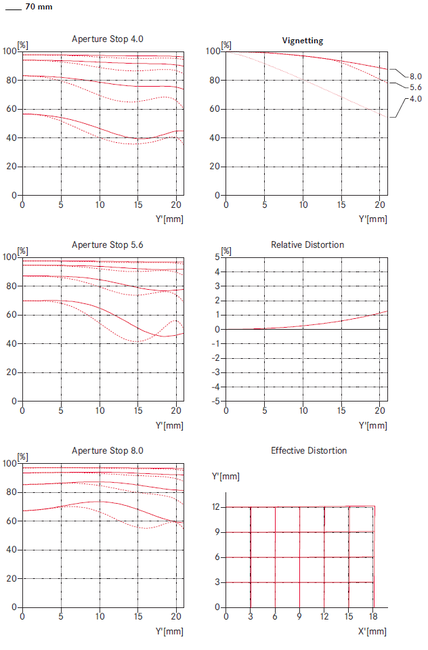 70 mm
Aperture Stop 4.0
[%]
100
80
60
40
20
0
0 5 10 15 20
Y'[mm]
Vignetting
[%]
100
80
60
40
20
0
8.0
5.6
4.0
0 5 10 15 20
Y'[mm]
Aperture Stop 5.6
[%]
100
80
60
40
20
0
0 5 10 15 20
Y'[mm]
Relative Distortion
[%]
5
4
3
2
1
0
-1
-2
-3
-4
-5
0 5 10 15 20
Y'[mm]
Aperture Stop 8.0
[%]
100
80
60
40
20
0
0 5 10 15 20
Y'[mm]
Effective Distortion
Y'[mm]
12
9
6
3
0
0 3 6 9 12 15 18
X'[mm]